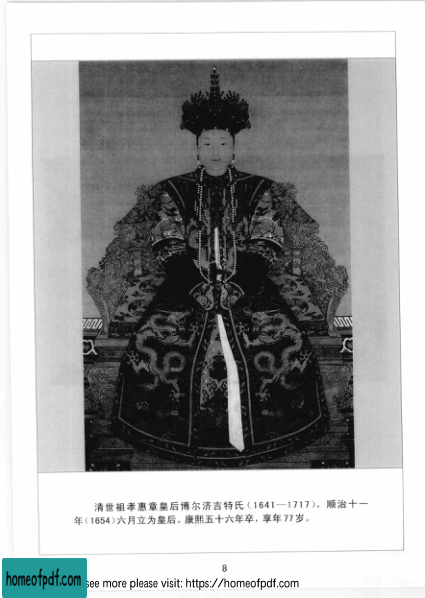 清世祖孝惠章皇后博尔济吉特氏(1641—1717)。顺治十一
年(1654)六月立为皇后。康熙五十六年卒,享年77岁。
8
homeofpdf.com
see more please visit: https://homeofpdf.com